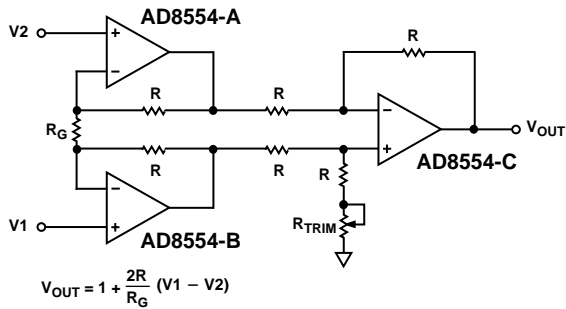 AD8554-A
V2
+
−
R
R
R
R_G
−
+
V_OUT
AD8554-C
R
R
R
R_TRIM
−
+
V1
AD8554-B
V_OUT = 1 + 2R/R_G (V1 − V2)